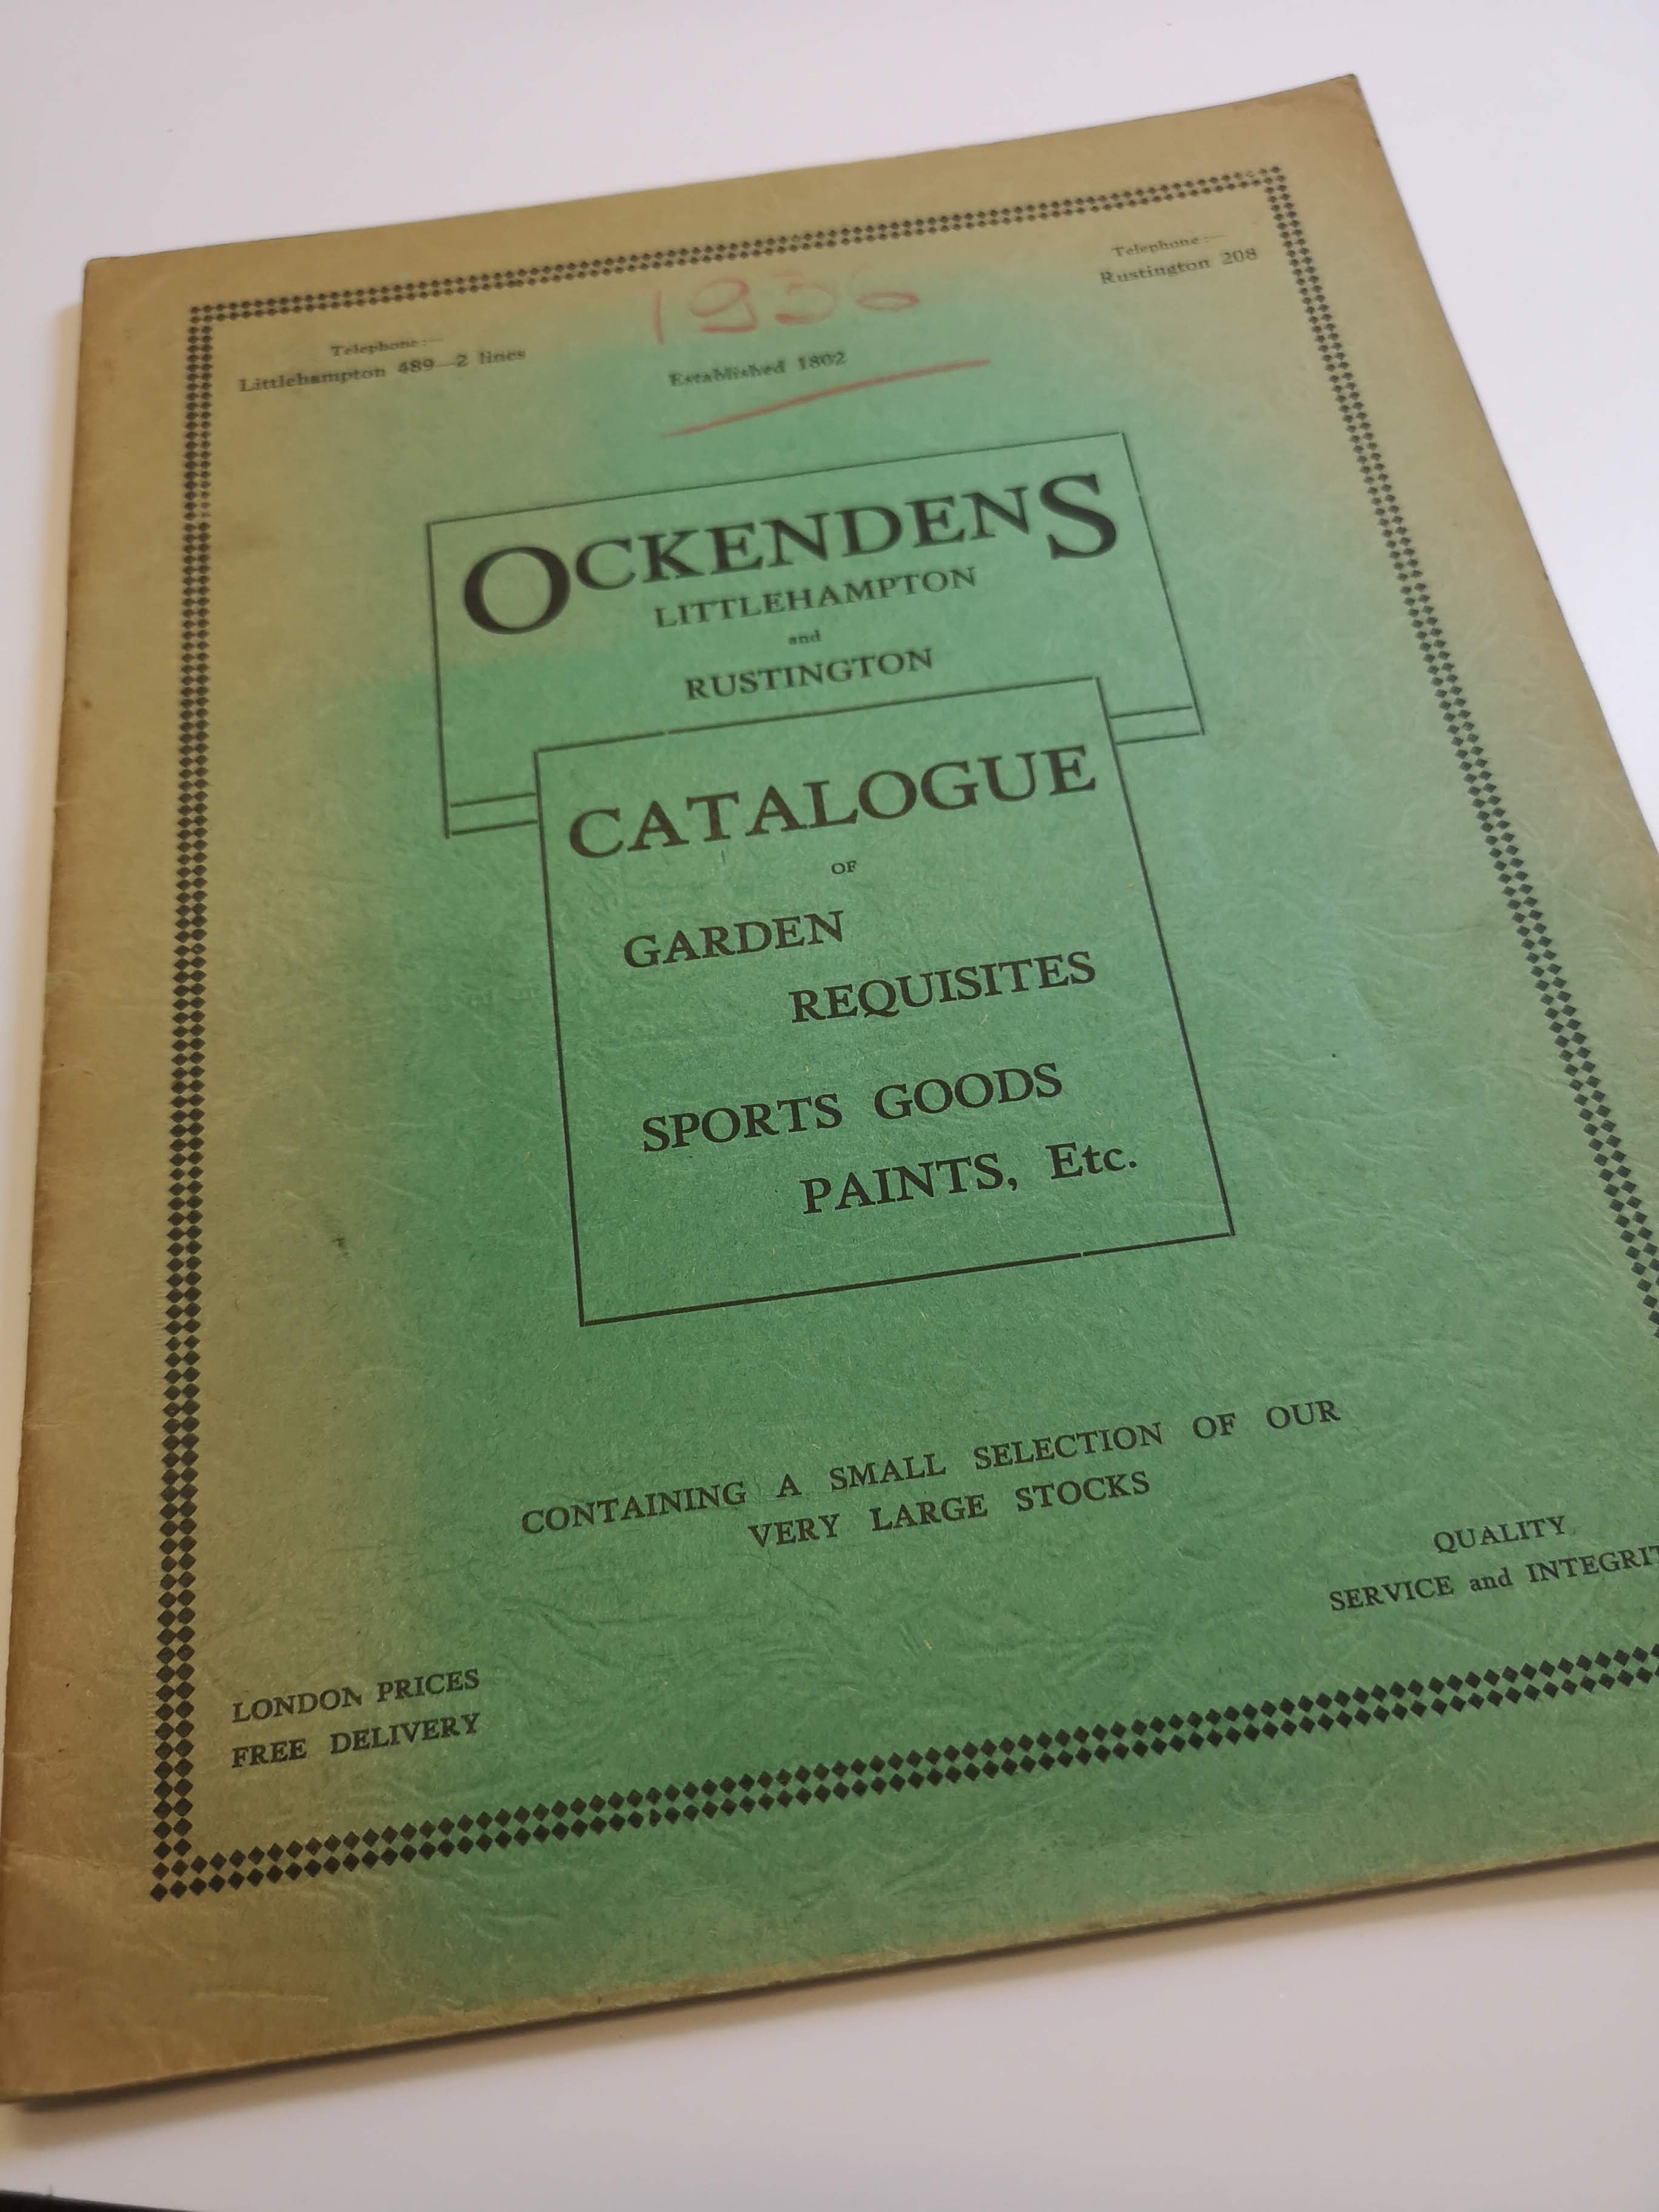 1936
Telephone:—
Rustington 208
Telephone:—
Littlehampton 489—2 lines
Established 1802
OCKENDENS
LITTLEHAMPTON
and
RUSTINGTON
CATALOGUE
OF
GARDEN
REQUISITES
SPORTS GOODS
PAINTS, Etc.
CONTAINING A SMALL SELECTION OF OUR
VERY LARGE STOCKS
QUALITY
SERVICE and INTEGRIT
LONDON PRICES
FREE DELIVERY